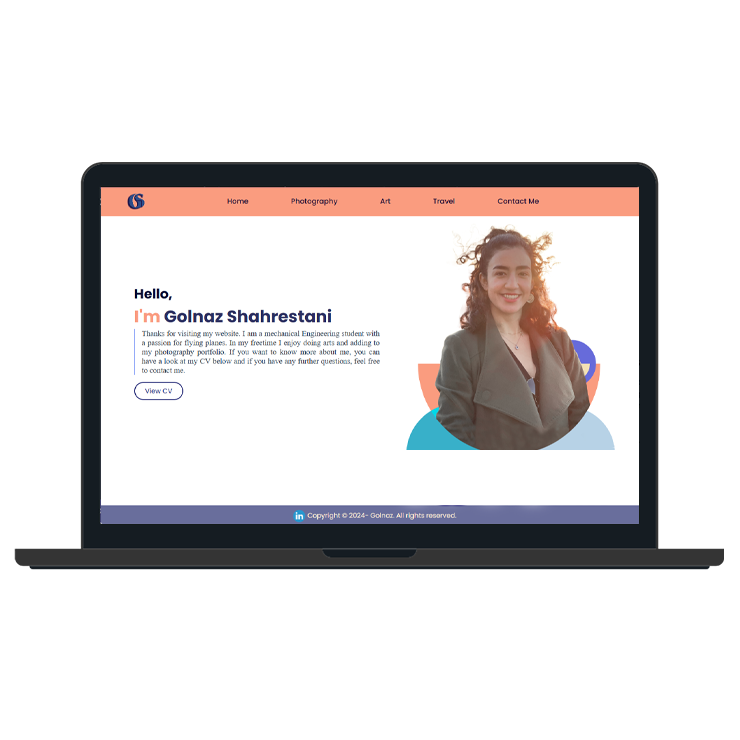 GS
Home Photography Art Travel Contact Me
Hello,
I'm Golnaz Shahrestani
Thanks for visiting my website. I am a mechanical Engineering student with
a passion for flying planes. In my freetime I enjoy doing arts and adding to
my photography portfolio. If you want to know more about me, you can
have a look at my CV below and if you have any further questions, feel free
to contact me.
View CV
in Copyright © 2024- Golnaz. All rights reserved.